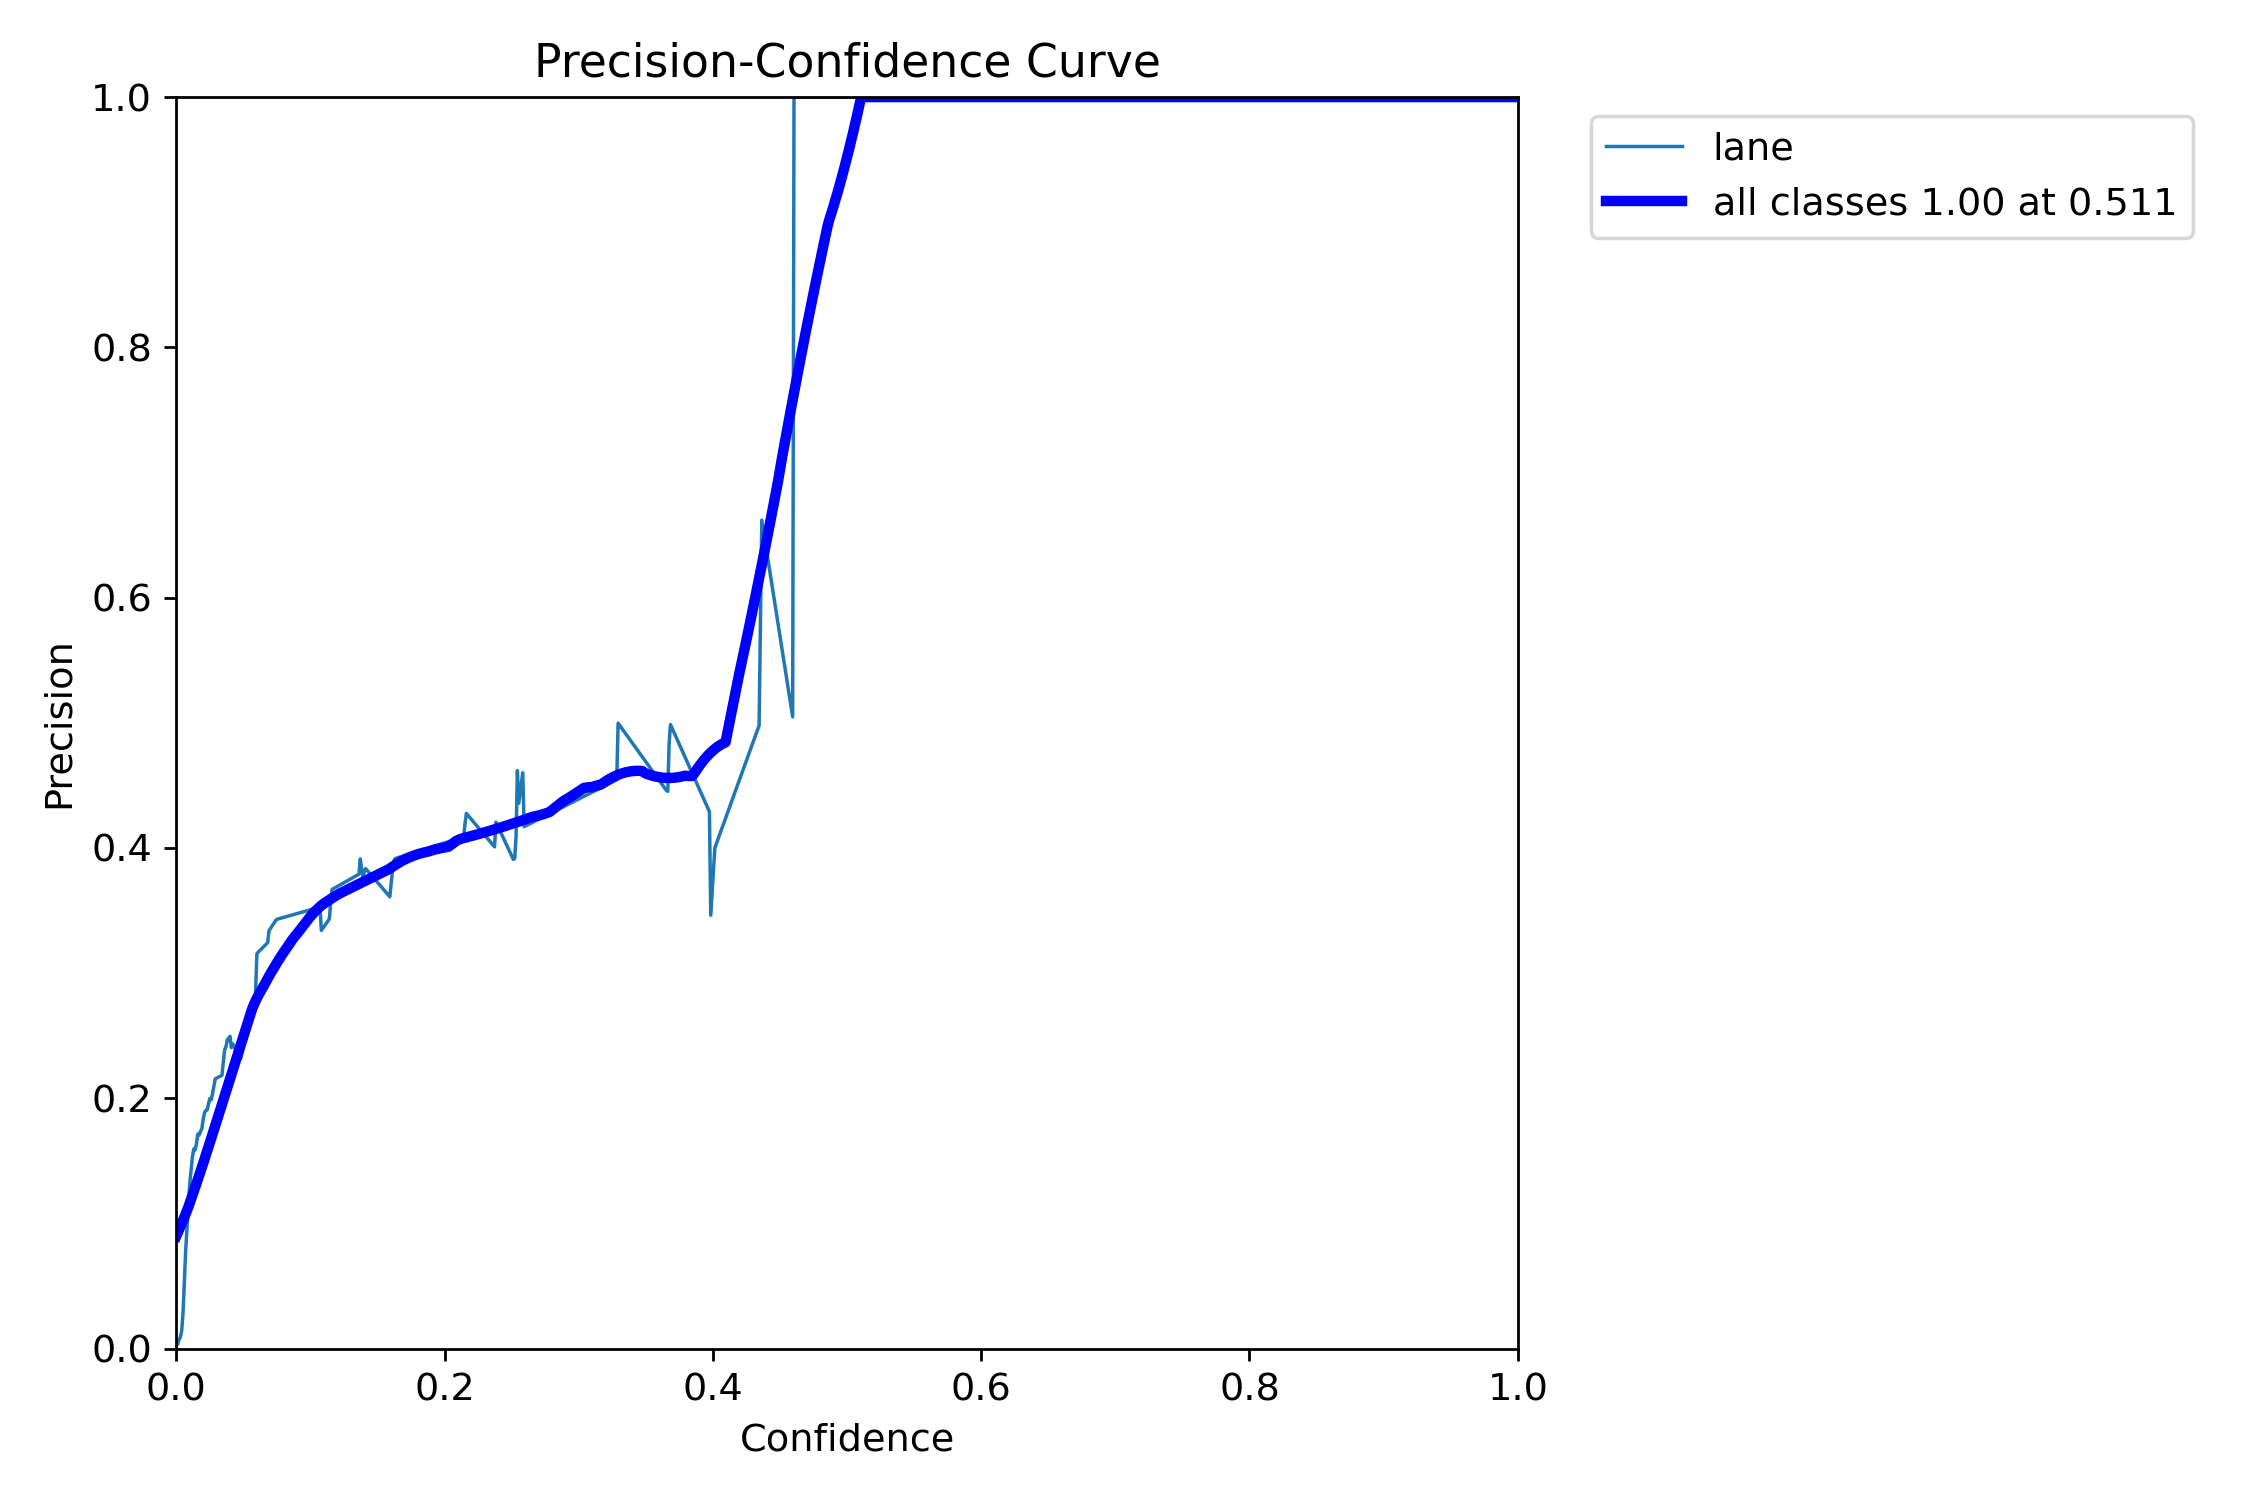 Precision-Confidence Curve
1.0
0.8
0.6
0.4
0.2
0.0
Precision
0.0 0.2 0.4 0.6 0.8 1.0
Confidence
lane
all classes 1.00 at 0.511